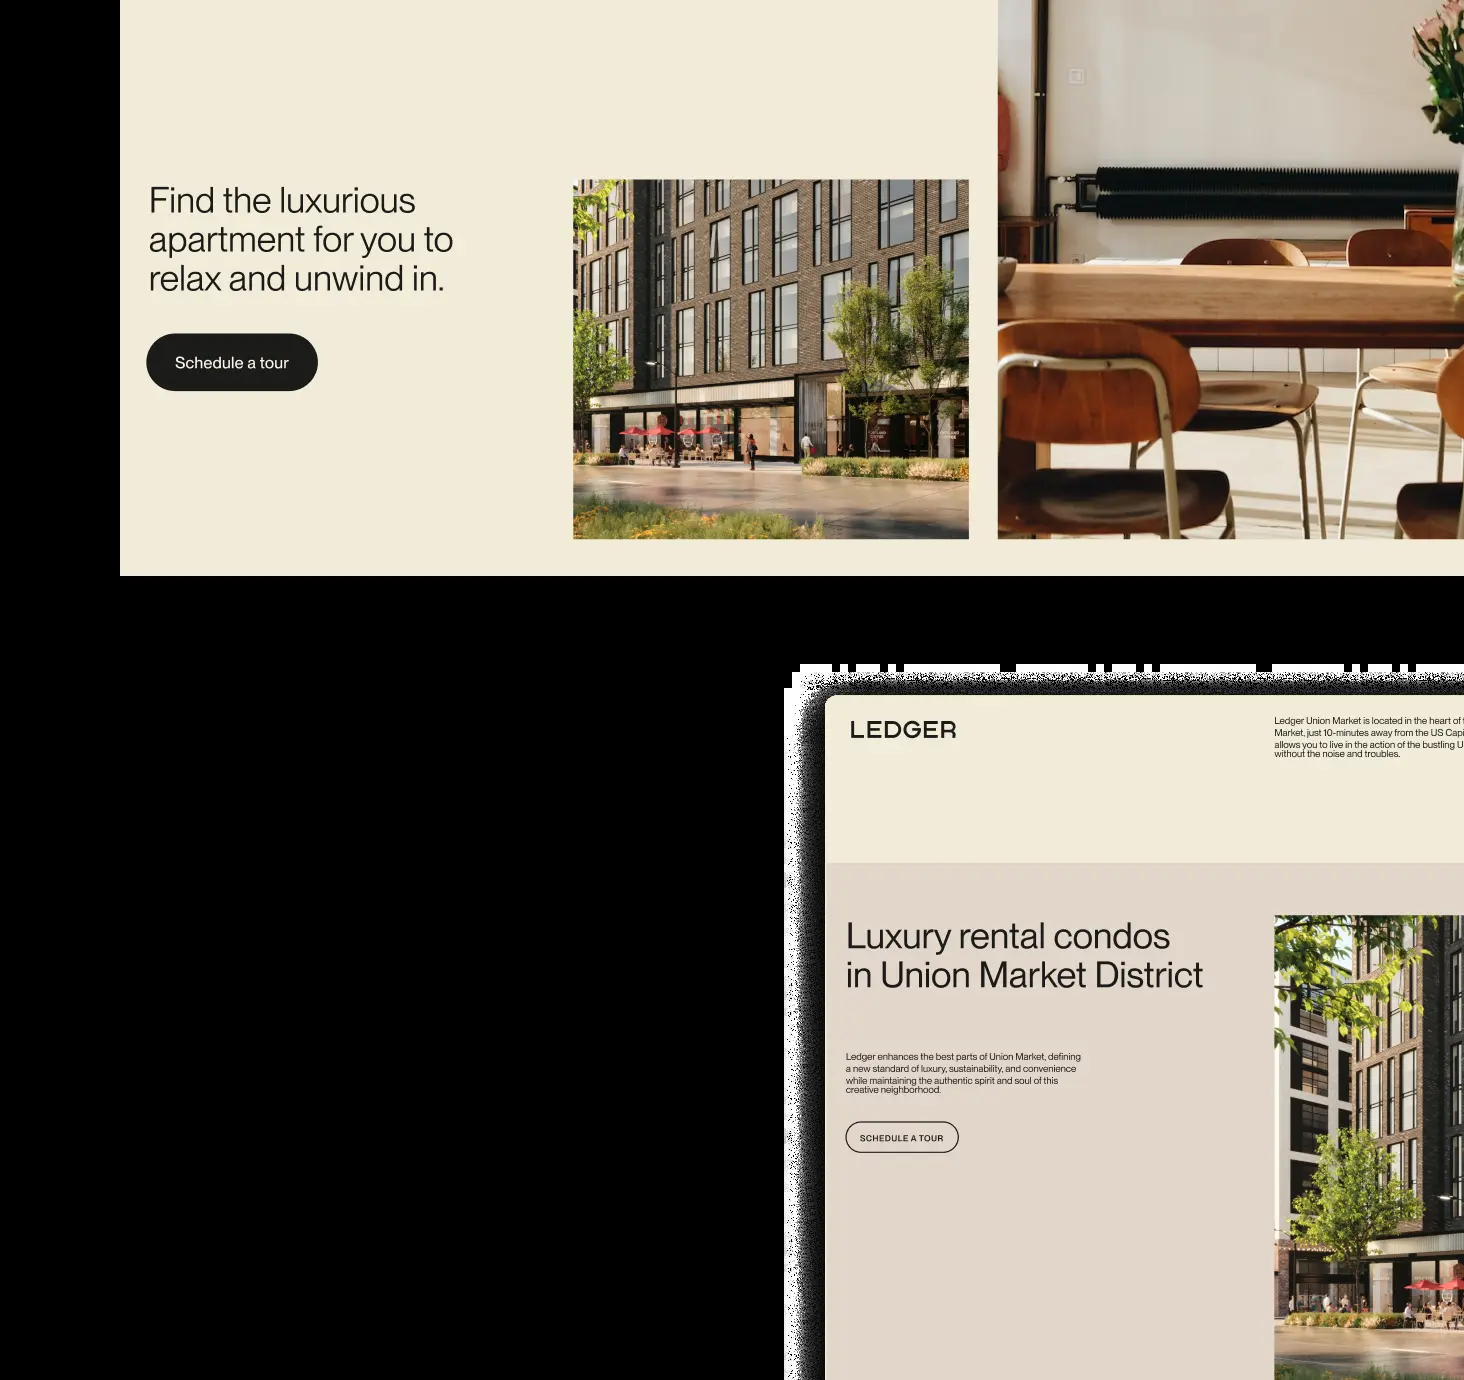 Find the luxurious
apartment for you to
relax and unwind in.
Schedule a tour
LEDGER
Ledger Union Market is located in the heart of
Market, just 10-minutes away from the US
allows you to live in the action of the bustling
without the noise and troubles.
Luxury rental condos
in Union Market District
Ledger enhances the best parts of Union Market, defining
a new standard of luxury, sustainability, and convenience
while maintaining the authentic spirit and soul of this
creative neighborhood.
SCHEDULE A TOUR